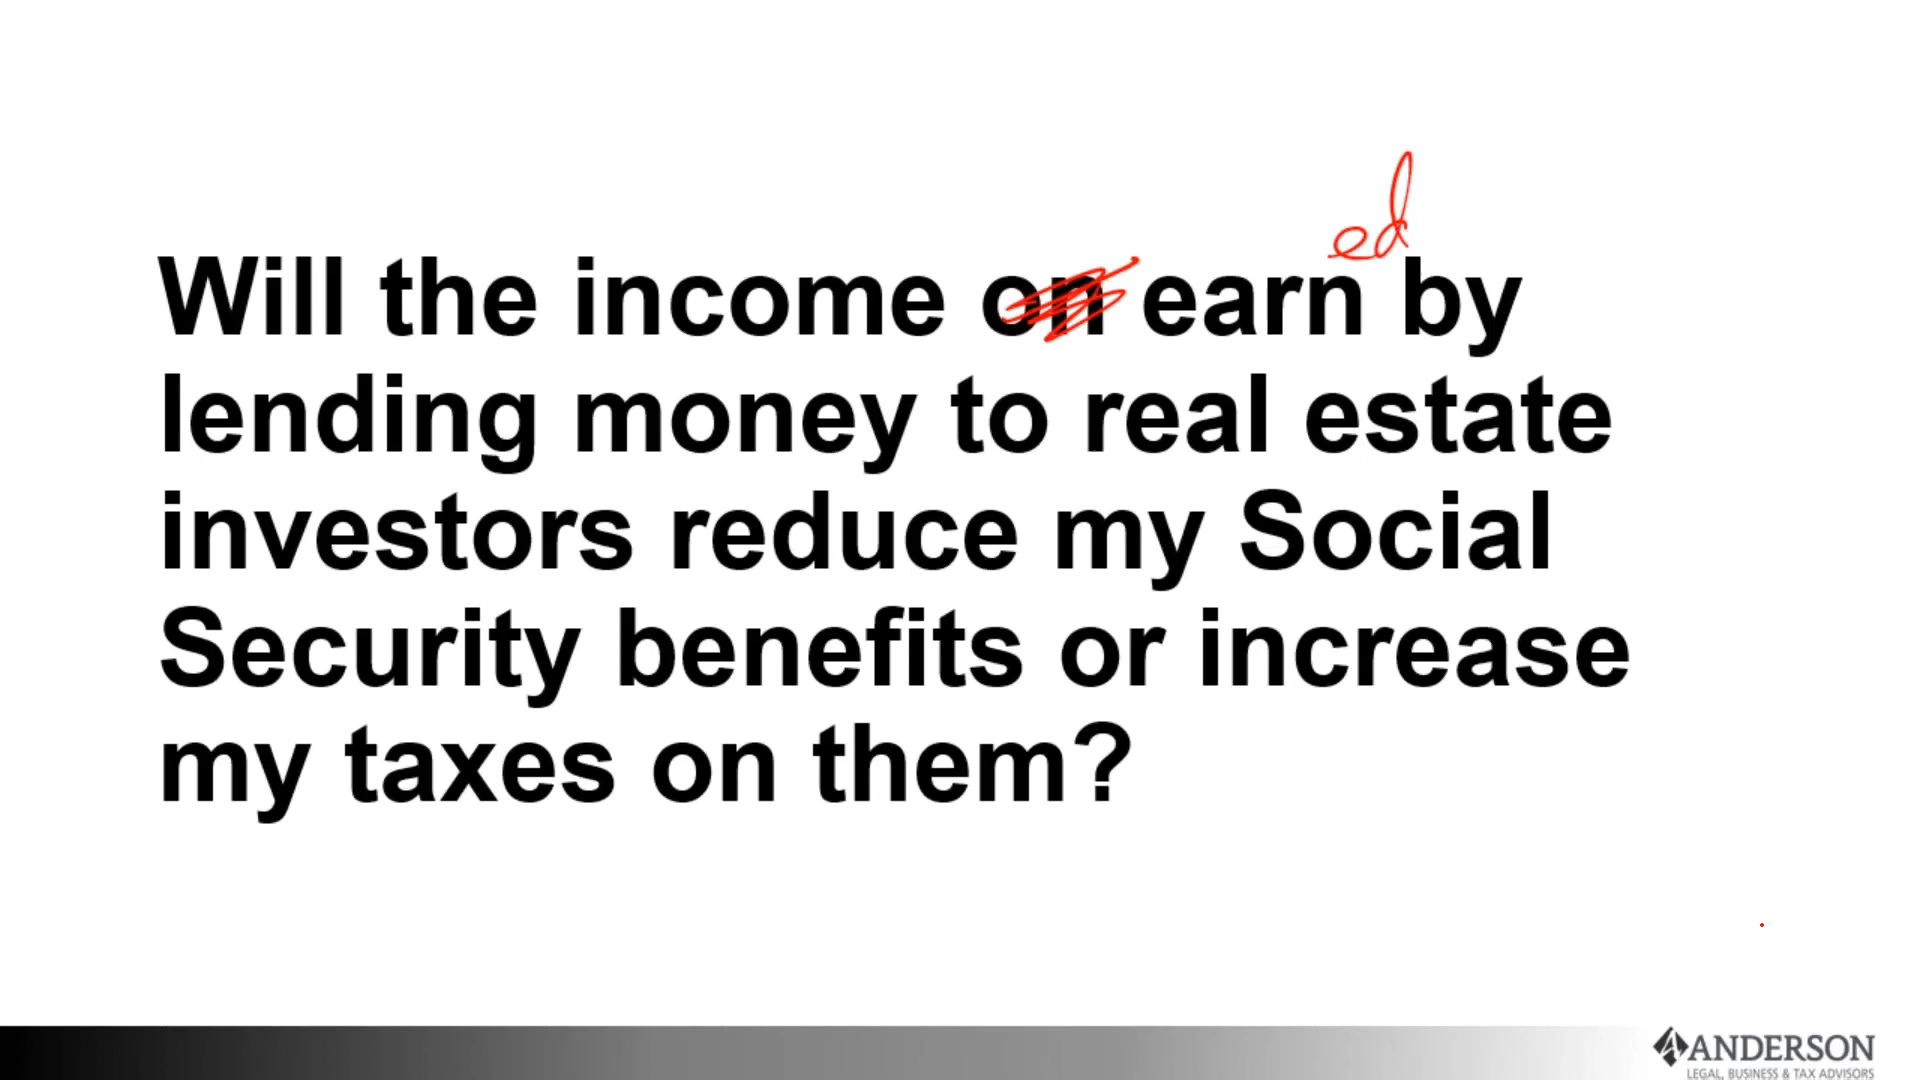 ed
Will the income on earn by
lending money to real estate
investors reduce my Social
Security benefits or increase
my taxes on them?
ANDERSON
LEGAL, BUSINESS & TAX ADVISORS